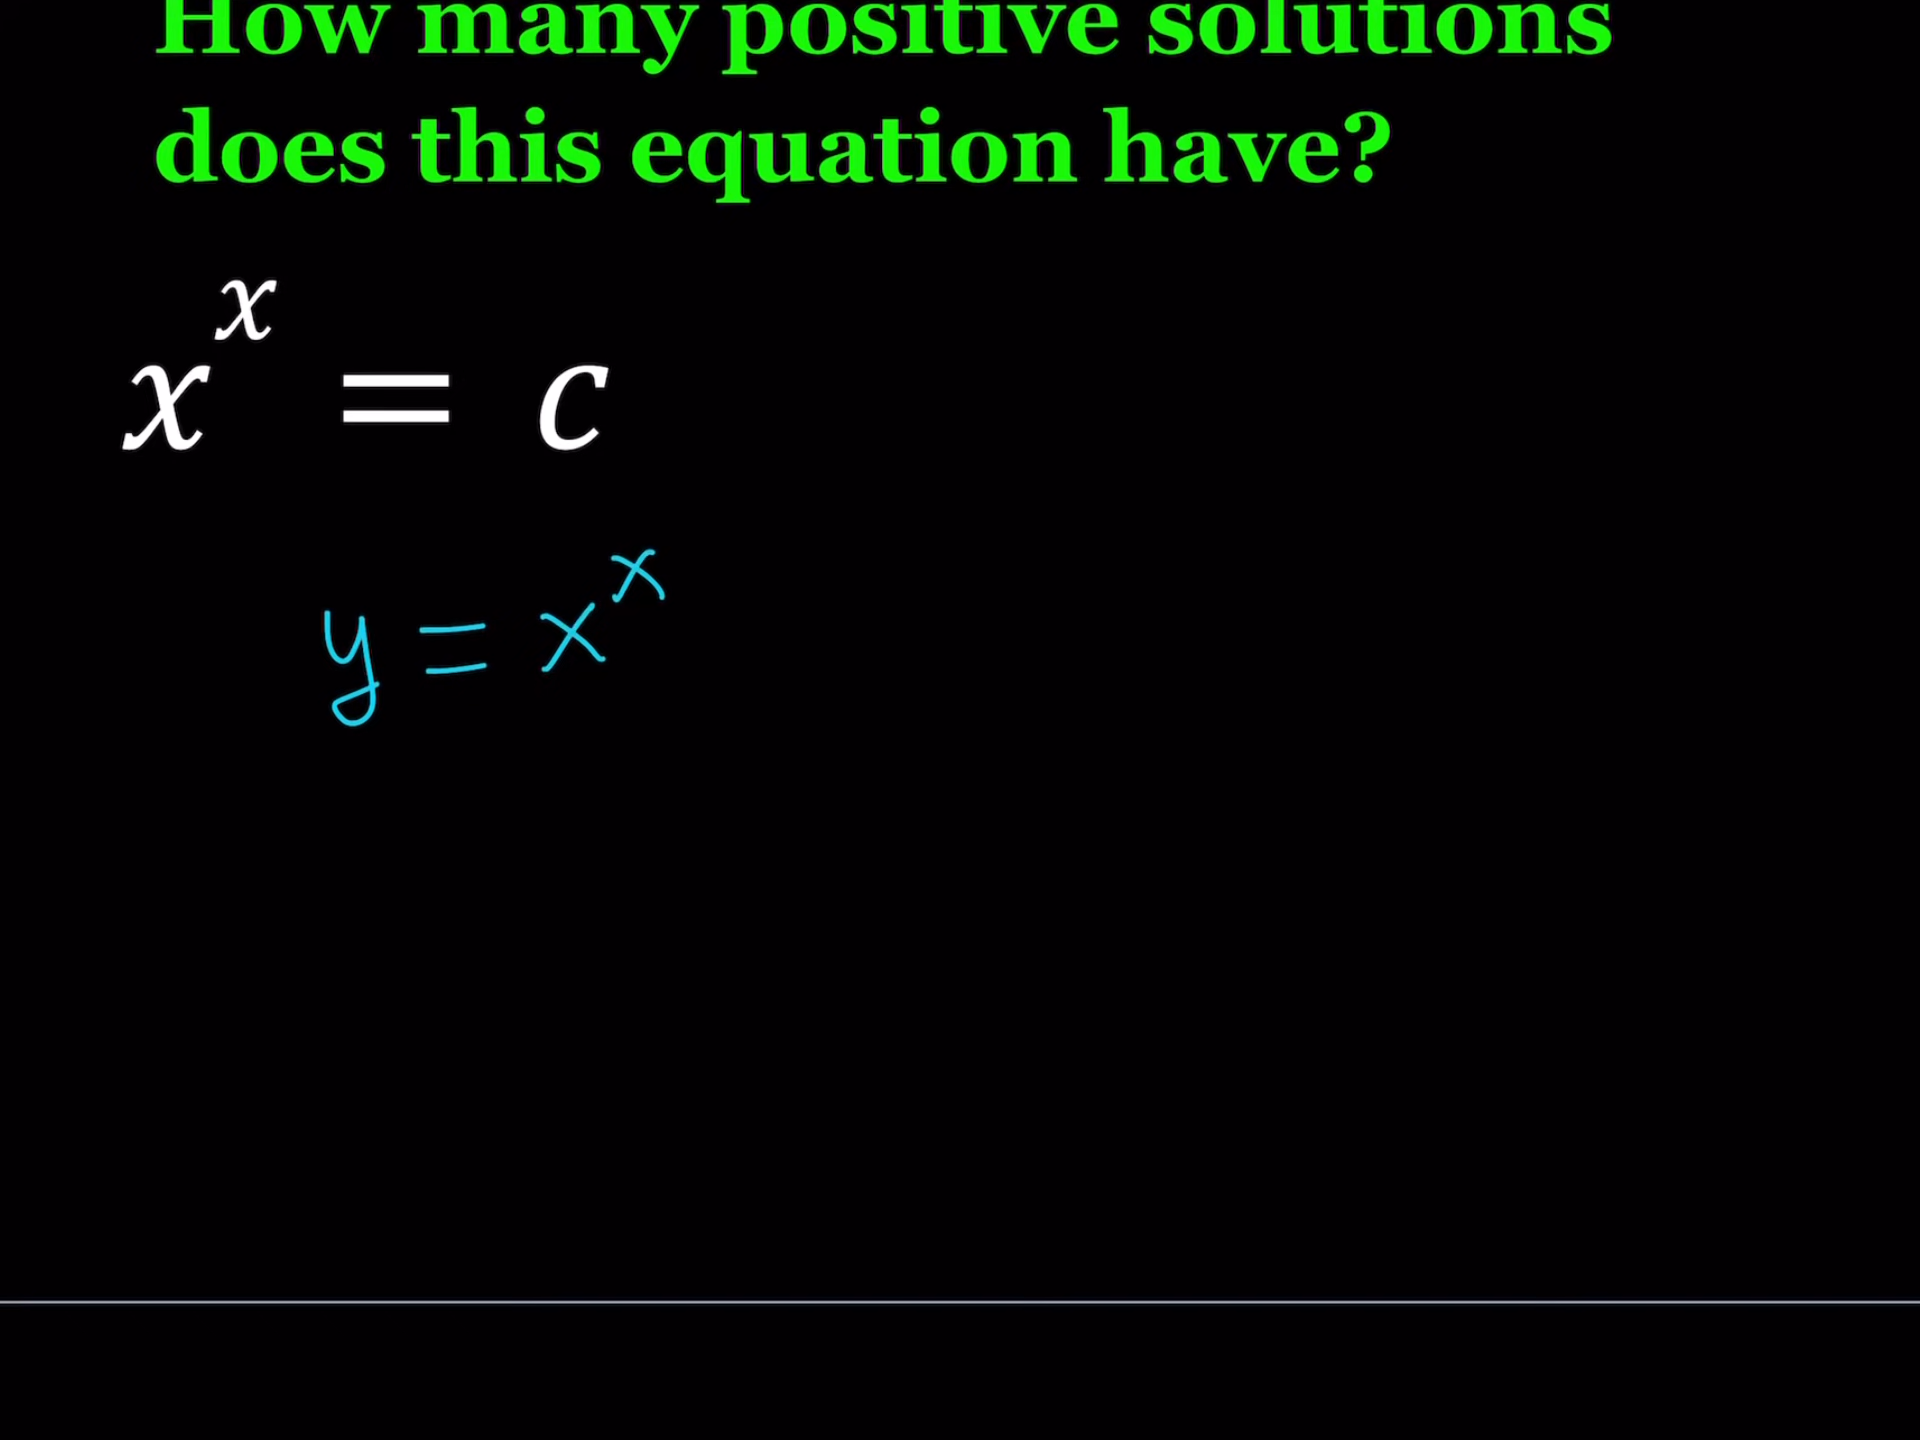 How many positive solutions
does this equation have?
x^x = c
y = x^x